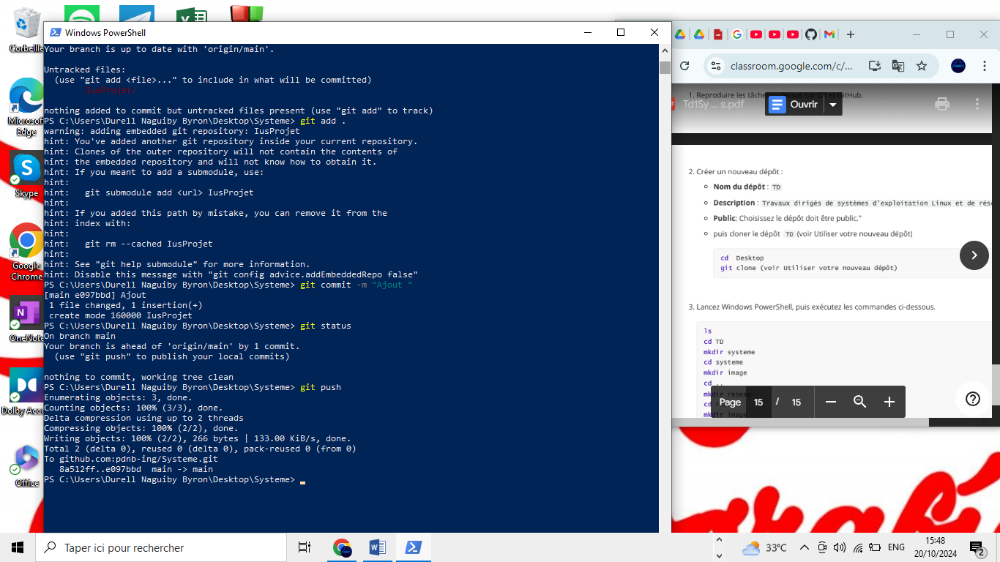 Corbeille
Microsoft
Edge
Skype
Google
Chrome
OneNote
Dolby Acce
Office
Windows PowerShell
Your branch is up to date with 'origin/main'.
Untracked files:
(use "git add <file>..." to include in what will be committed)
IusProjet/
nothing added to commit but untracked files present (use "git add" to track)
PS C:\Users\Durell Naguiby Byron\Desktop\Systeme> git add .
warning: adding embedded git repository: IusProjet
hint: You've added another git repository inside your current repository.
hint: Clones of the outer repository will not contain the contents of
hint: the embedded repository and will not know how to obtain it.
hint: If you meant to add a submodule, use:
hint:
hint: git submodule add <url> IusProjet
hint:
hint: If you added this path by mistake, you can remove it from the
hint: index with:
hint:
hint: git rm --cached IusProjet
hint:
hint: See "git help submodule" for more information.
hint: Disable this message with "git config advice.addEmbeddedRepo false"
PS C:\Users\Durell Naguiby Byron\Desktop\Systeme> git commit -m "Ajout "
[main e097bbd] Ajout
1 file changed, 1 insertion(+)
create mode 160000 IusProjet
PS C:\Users\Durell Naguiby Byron\Desktop\Systeme> git status
On branch main
Your branch is ahead of 'origin/main' by 1 commit.
(use "git push" to publish your local commits)
nothing to commit, working tree clean
PS C:\Users\Durell Naguiby Byron\Desktop\Systeme> git push
Enumerating objects: 3, done.
Counting objects: 100% (3/3), done.
Delta compression using up to 2 threads
Compressing objects: 100% (2/2), done.
Writing objects: 100% (2/2), 266 bytes | 133.00 KiB/s, done.
Total 2 (delta 0), reused 0 (delta 0), pack-reused 0 (from 0)
To github.com:pdnb-ing/Systeme.git
8a512ff..e097bbd main -> main
PS C:\Users\Durell Naguiby Byron\Desktop\Systeme>
classroom.google.com/c/...
1. Reproduire les tâches ci-dessus sur Git et GitHub.
Td1Sy ... s.pdf
Ouvrir
2. Créer un nouveau dépôt :
Nom du dépôt : TD
Description : Travaux dirigés de systèmes d'exploitation Linux et de rése
Public: Choisissez le dépôt doit être public."
puis cloner le dépôt TD (voir Utiliser votre nouveau dépôt)
cd Desktop
git clone (voir Utiliser votre nouveau dépôt)
3. Lancez Windows PowerShell, puis exécutez les commandes ci-dessous.
ls
cd TD
mkdir systeme
cd systeme
mkdir image
cd ..
mkdir reseau
mkdir image
Page 15 / 15
Taper ici pour rechercher
33°C
ENG
15:48
20/10/2024
2